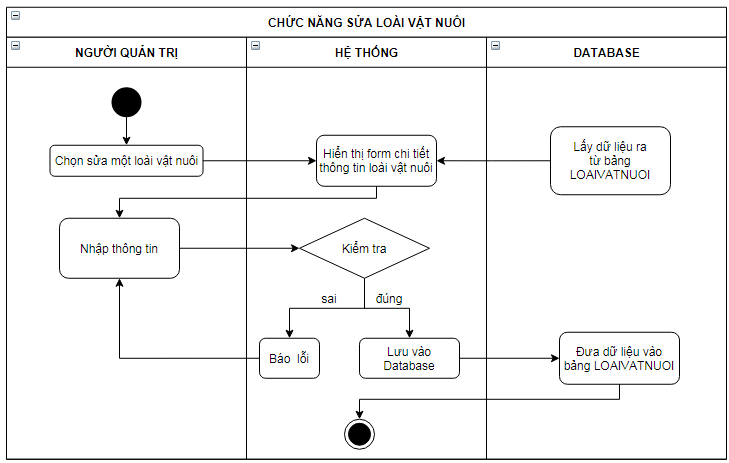 CHỨC NĂNG SỬA LOÀI VẬT NUÔI
NGƯỜI QUẢN TRỊ
HỆ THỐNG
DATABASE
Chọn sửa một loài vật nuôi
Hiển thị form chi tiết
thông tin loài vật nuôi
Lấy dữ liệu ra
từ bảng
LOAIVATNUOI
Nhập thông tin
Kiểm tra
sai
đúng
Báo lỗi
Lưu vào
Database
Đưa dữ liệu vào
bảng LOAIVATNUOI